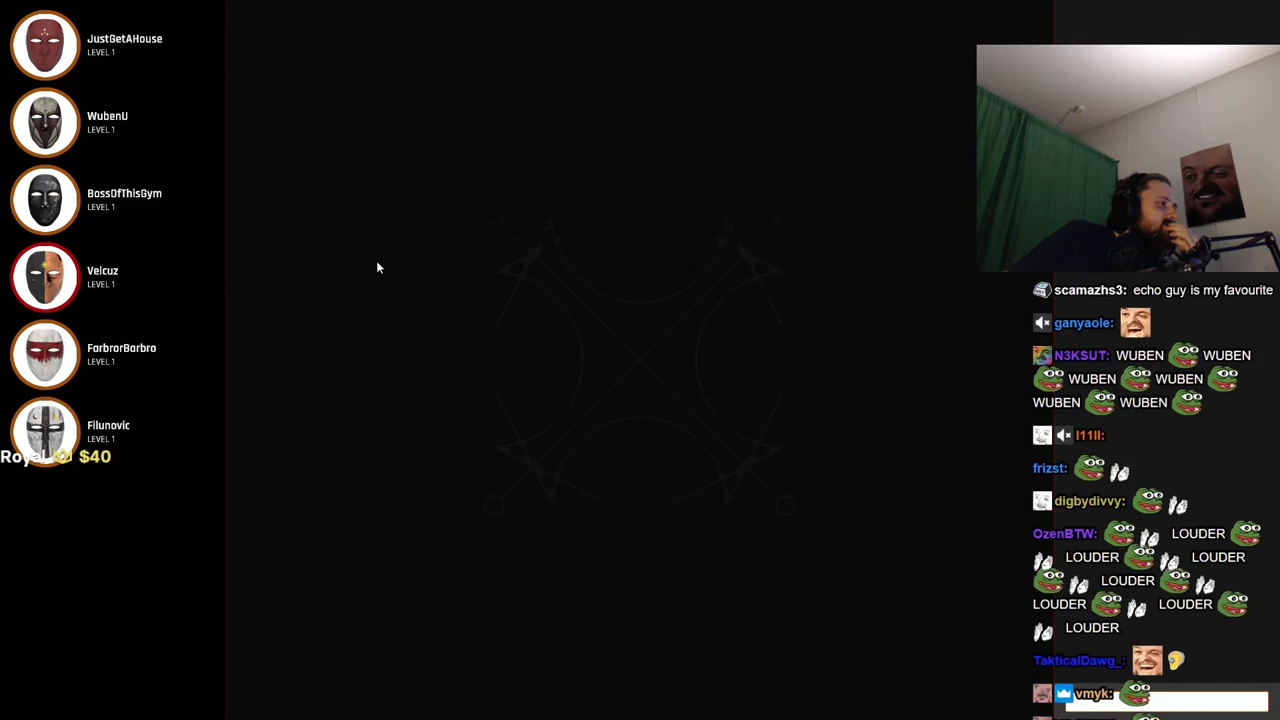 JustGetAHouse
LEVEL 1
WubenU
LEVEL 1
BossOfThisGym
LEVEL 1
Velcuz
LEVEL 1
FarbrorBarbro
LEVEL 1
Filunovic
LEVEL 1
Royal $40
scamazhs3: echo guy is my favourite
ganyaole:
N3KSUT: WUBEN WUBEN
WUBEN WUBEN
WUBEN WUBEN
l11ll:
frizst:
digbydivvy:
OzenBTW: LOUDER
LOUDER LOUDER
LOUDER
LOUDER LOUDER
LOUDER
TakticalDawg_:
vmyk: